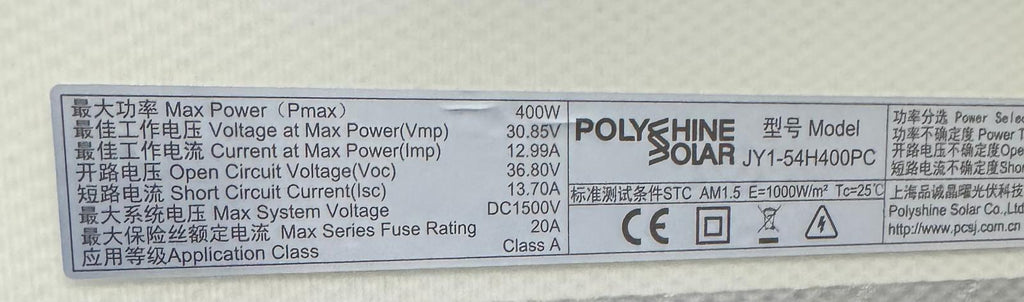 最大功率 Max Power（Pmax） 400W
最佳工作电压 Voltage at Max Power(Vmp) 30.85V
最佳工作电流 Current at Max Power(Imp) 12.99A
开路电压 Open Circuit Voltage(Voc) 36.80V
短路电流 Short Circuit Current(Isc) 13.70A
最大系统电压 Max System Voltage DC1500V
最大保险丝额定电流 Max Series Fuse Rating 20A
应用等级Application Class Class A
POLYSHINE
SOLAR
型号 Model
JY1-54H400PC
标准测试条件STC AM1.5 E=1000W/m² Tc=25℃
CE
功率分选 Power
功率不确定度 Power
开路电压不确定度
短路电流不确定度
上海品诚晶曜光伏科技
Polyshine Solar Co.,Ltd
http://www.pcsj.com.cn